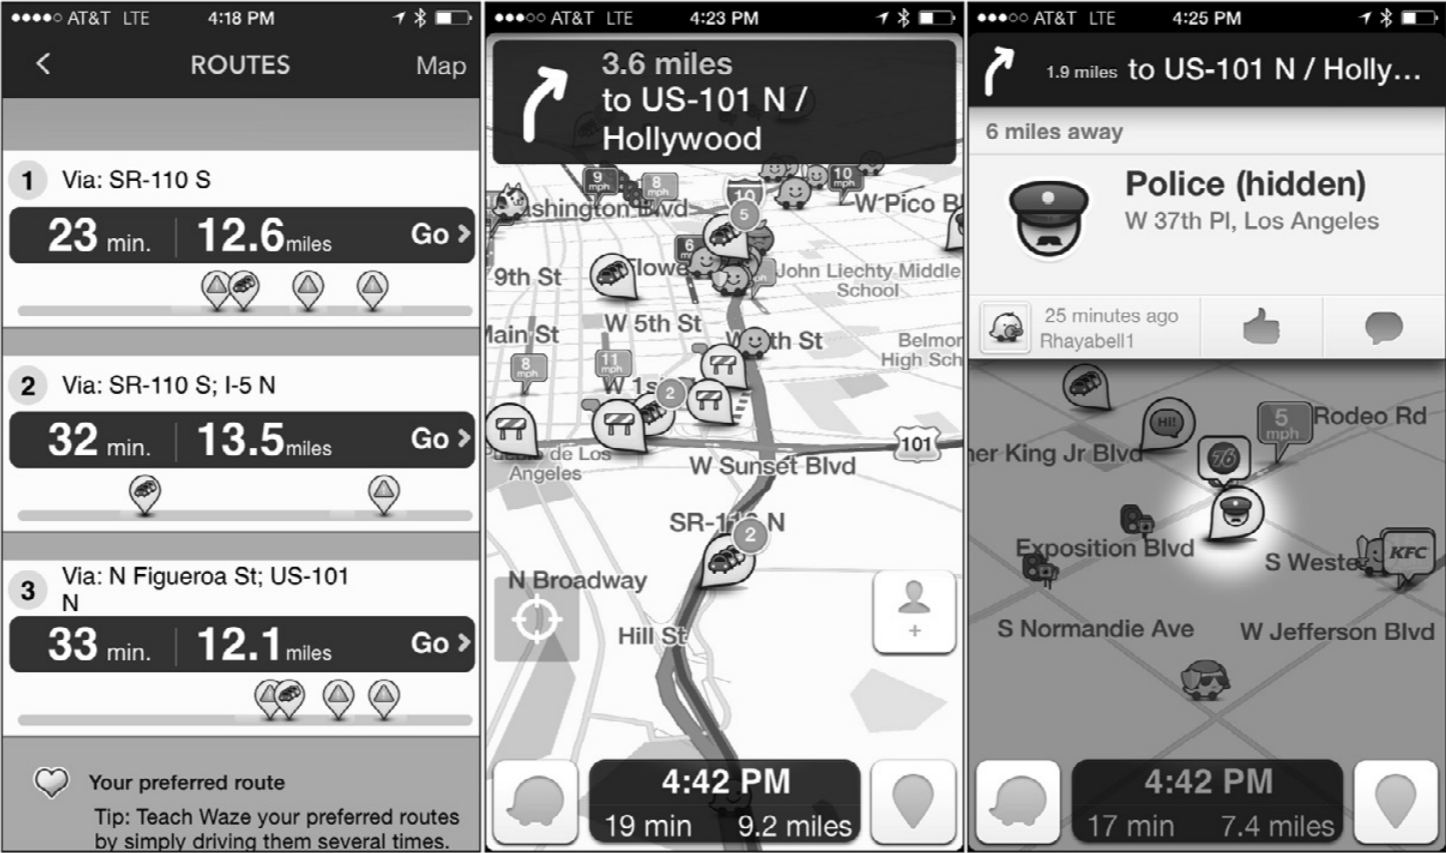 AT&T LTE 4:18 PM
ROUTES Map
1 Via: SR-110 S
23 min. 12.6 miles Go
2 Via: SR-110 S; I-5 N
32 min. 13.5 miles Go
3 Via: N Figueroa St; US-101
N
33 min. 12.1 miles Go
Your preferred route
Tip: Teach Waze your preferred routes
by simply driving them several times.
AT&T LTE 4:23 PM
3.6 miles
to US-101 N /
Hollywood
9 mph
8 mph
10
10 mph
ashington Blvd
W Pico B
5
6
9th St
Flowe
John Liechty Middle
School
Main St
W 5th St
th St
Belmor
High Sch
8 mph
11 mph
W 1s
2
101
de Los
Angeles
W Sunset Blvd
SR-110 N
2
N Broadway
Hill St
+
4:42 PM
19 min 9.2 miles
AT&T LTE 4:25 PM
1.9 miles to US-101 N / Holly...
6 miles away
Police (hidden)
W 37th Pl, Los Angeles
25 minutes ago
Rhayabell1
HI!
5 mph
Rodeo Rd
her King Jr Blvd
76
Exposition Blvd
S Weste
KFC
S Normandie Ave
W Jefferson Blvd
4:42 PM
17 min 7.4 miles